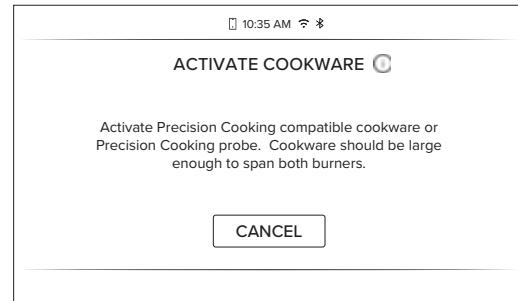 10:35 AM
ACTIVATE COOKWARE
Activate Precision Cooking compatible cookware or
Precision Cooking probe. Cookware should be large
enough to span both burners.
CANCEL